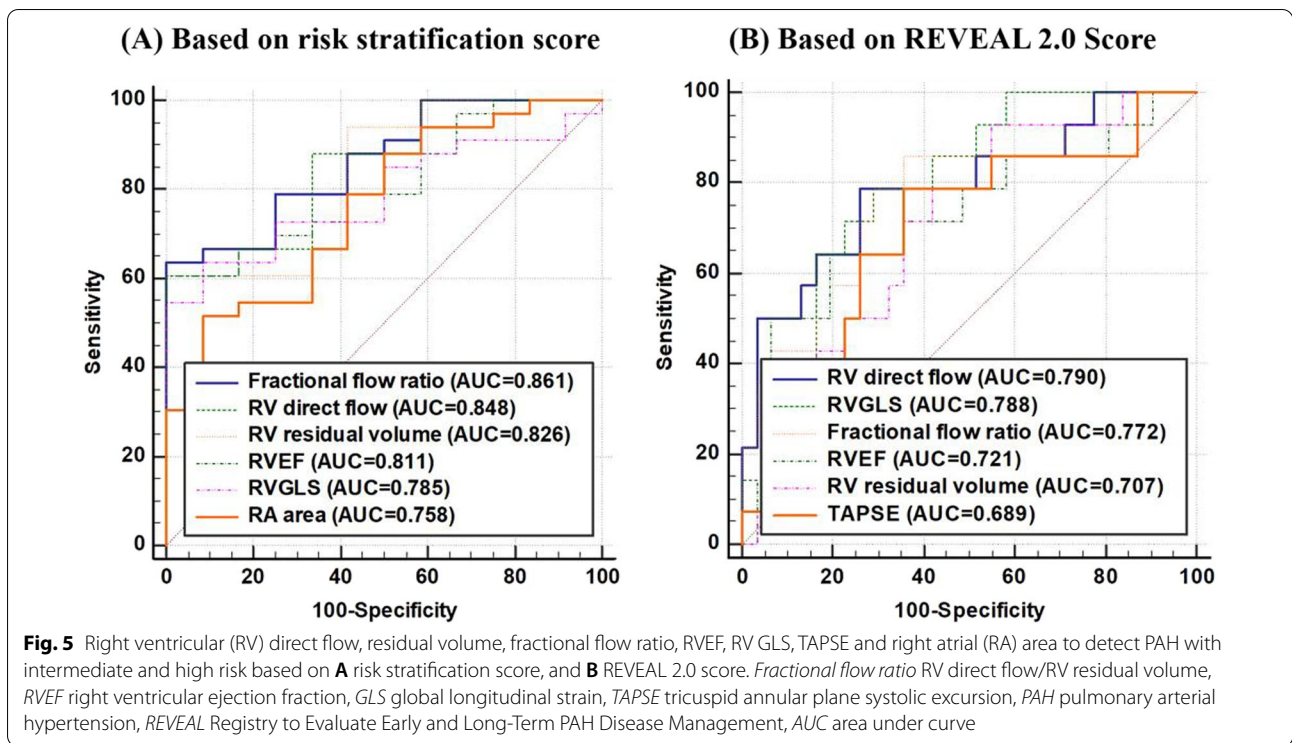 (A) Based on risk stratification score
100
80
60
40
20
0
Sensitivity
Fractional flow ratio (AUC=0.861)
RV direct flow (AUC=0.848)
RV residual volume (AUC=0.826)
RVEF (AUC=0.811)
RVGLS (AUC=0.785)
RA area (AUC=0.758)
0 20 40 60 80 100
100-Specificity
(B) Based on REVEAL 2.0 Score
100
80
60
40
20
0
Sensitivity
RV direct flow (AUC=0.790)
RVGLS (AUC=0.788)
Fractional flow ratio (AUC=0.772)
RVEF (AUC=0.721)
RV residual volume (AUC=0.707)
TAPSE (AUC=0.689)
0 20 40 60 80 100
100-Specificity
Fig. 5 Right ventricular (RV) direct flow, residual volume, fractional flow ratio, RVEF, RV GLS, TAPSE and right atrial (RA) area to detect PAH with
intermediate and high risk based on A risk stratification score, and B REVEAL 2.0 score. Fractional flow ratio RV direct flow/RV residual volume,
RVEF right ventricular ejection fraction, GLS global longitudinal strain, TAPSE tricuspid annular plane systolic excursion, PAH pulmonary arterial
hypertension, REVEAL Registry to Evaluate Early and Long-Term PAH Disease Management, AUC area under curve